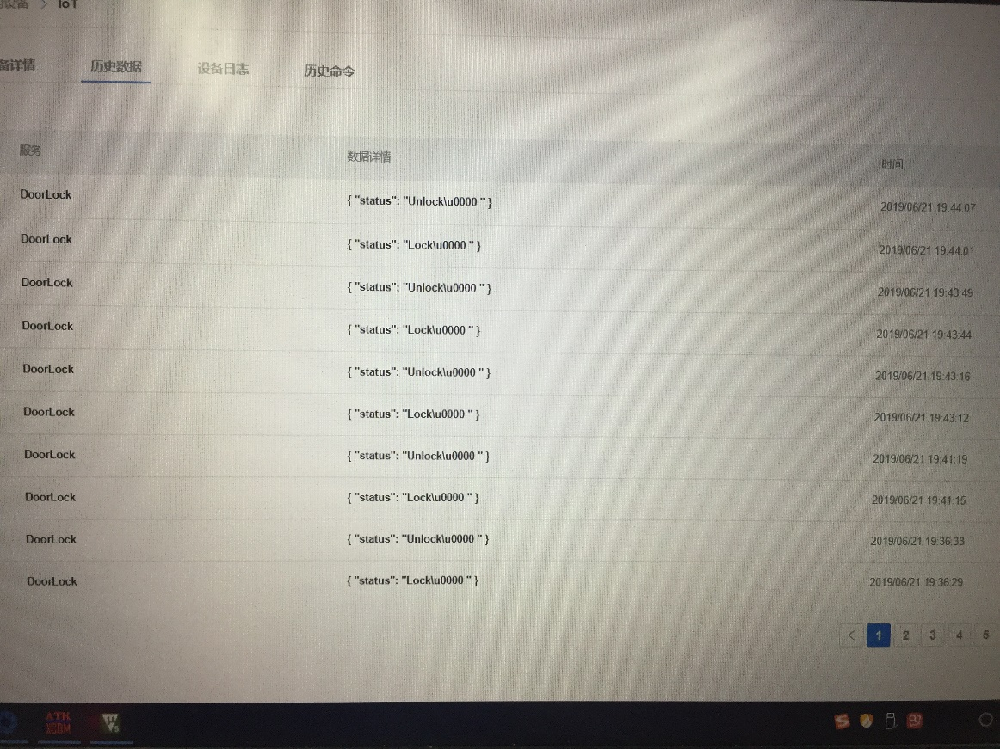 设备 > IoT
备详情 历史数据 设备日志 历史命令
服务 数据详情 时间
DoorLock { "status": "Unlock\u0000 " } 2019/06/21 19:44:07
DoorLock { "status": "Lock\u0000 " } 2019/06/21 19:44:01
DoorLock { "status": "Unlock\u0000 " } 2019/06/21 19:43:49
DoorLock { "status": "Lock\u0000 " } 2019/06/21 19:43:44
DoorLock { "status": "Unlock\u0000 " } 2019/06/21 19:43:16
DoorLock { "status": "Lock\u0000 " } 2019/06/21 19:43:12
DoorLock { "status": "Unlock\u0000 " } 2019/06/21 19:41:19
DoorLock { "status": "Lock\u0000 " } 2019/06/21 19:41:15
DoorLock { "status": "Unlock\u0000 " } 2019/06/21 19:36:33
DoorLock { "status": "Lock\u0000 " } 2019/06/21 19:36:29
< 1 2 3 4 5
ATK
XCOM